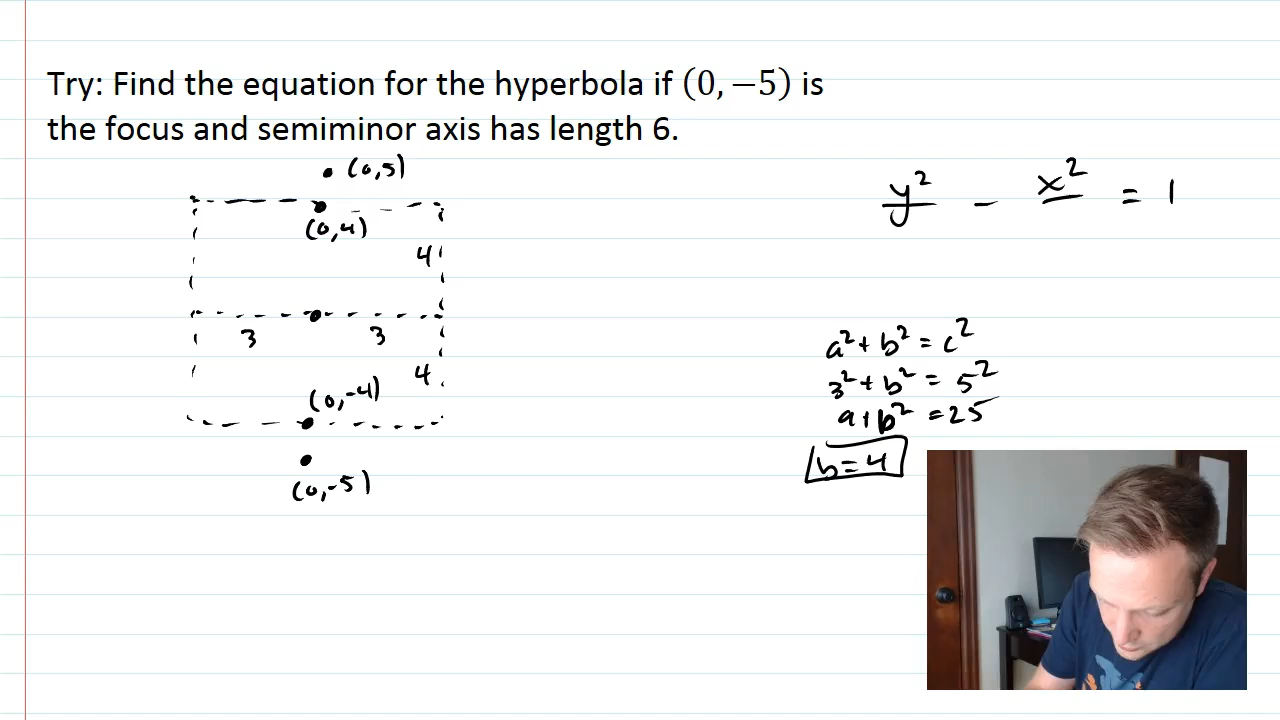 Try: Find the equation for the hyperbola if (0, −5) is
the focus and semiminor axis has length 6.
(0,5)
(0,4)
4
3 3
4
(0,-4)
(0,-5)
y² - x² = 1
a² + b² = c²
3² + b² = 5²
9 + b² = 25
b = 4